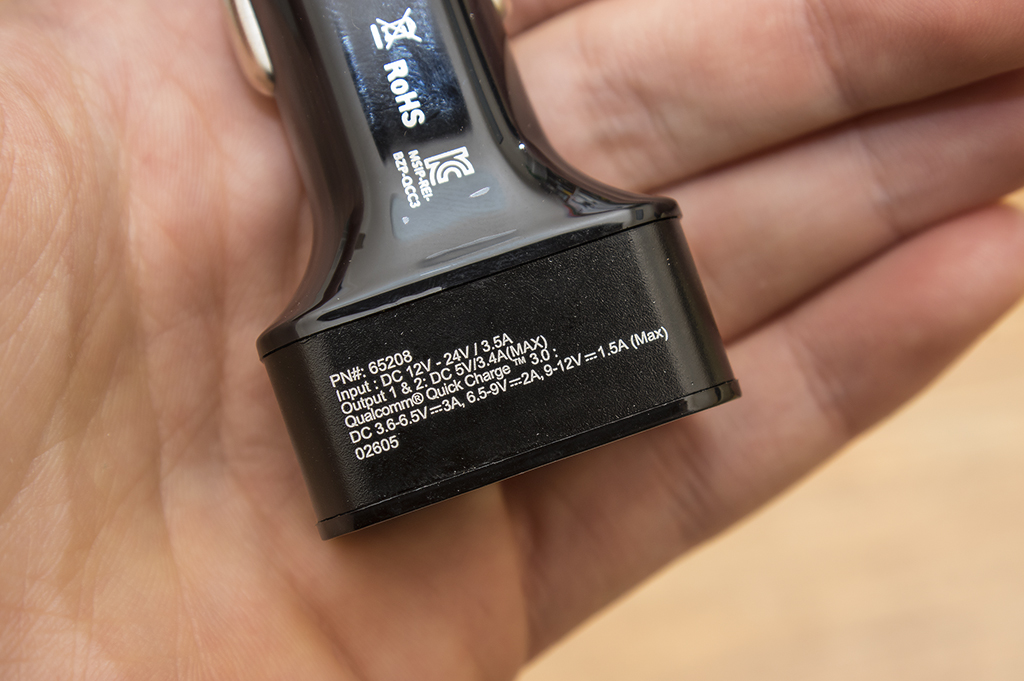 RoHS
MSIP-REI-
BZP-QCC3
PN#: 65208
Input : DC 12V - 24V / 3.5A
Output 1 & 2: DC 5V/3.4A(MAX)
Qualcomm® Quick Charge ™ 3.0 :
DC 3.6-6.5V⎓3A, 6.5-9V⎓2A,9-12V⎓1.5A (Max)
02605